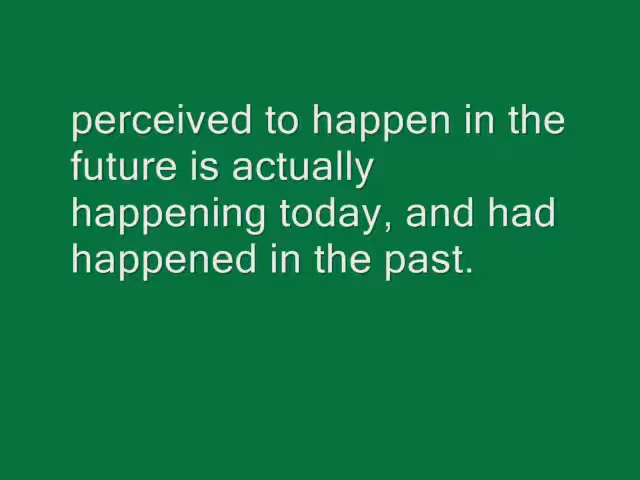 perceived to happen in the
future is actually
happening today, and had
happened in the past.